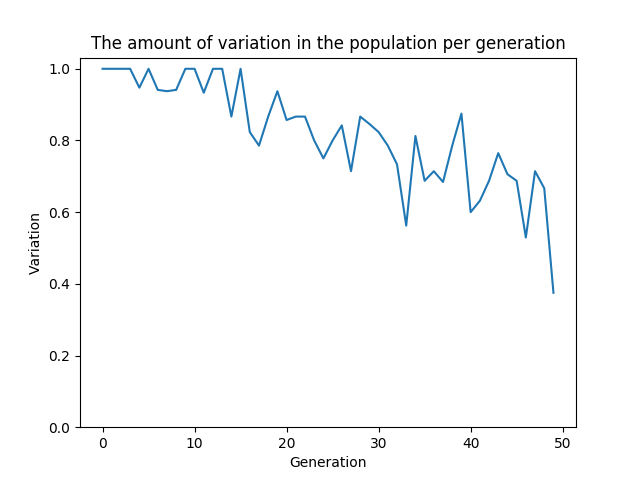 The amount of variation in the population per generation
1.0
0.8
0.6
0.4
0.2
0.0
Variation
0 10 20 30 40 50
Generation